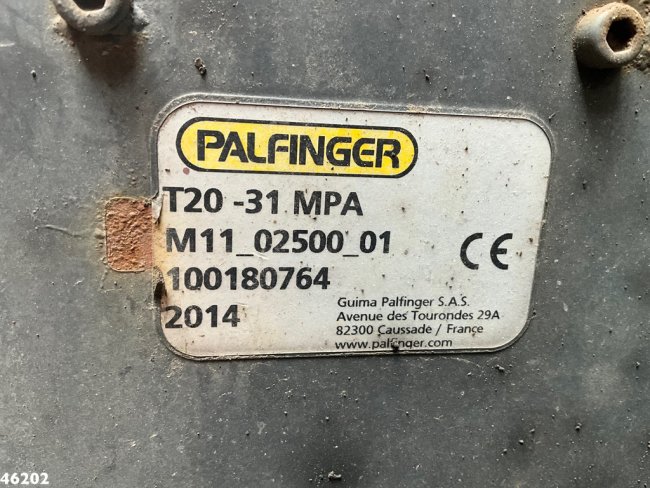 PALFINGER
T20 -31 MPA
M11_02500_01
100180764
2014
CE
Guima Palfinger S.A.S.
Avenue des Tourondes 29A
82300 Caussade / France
www.palfinger.com
46202